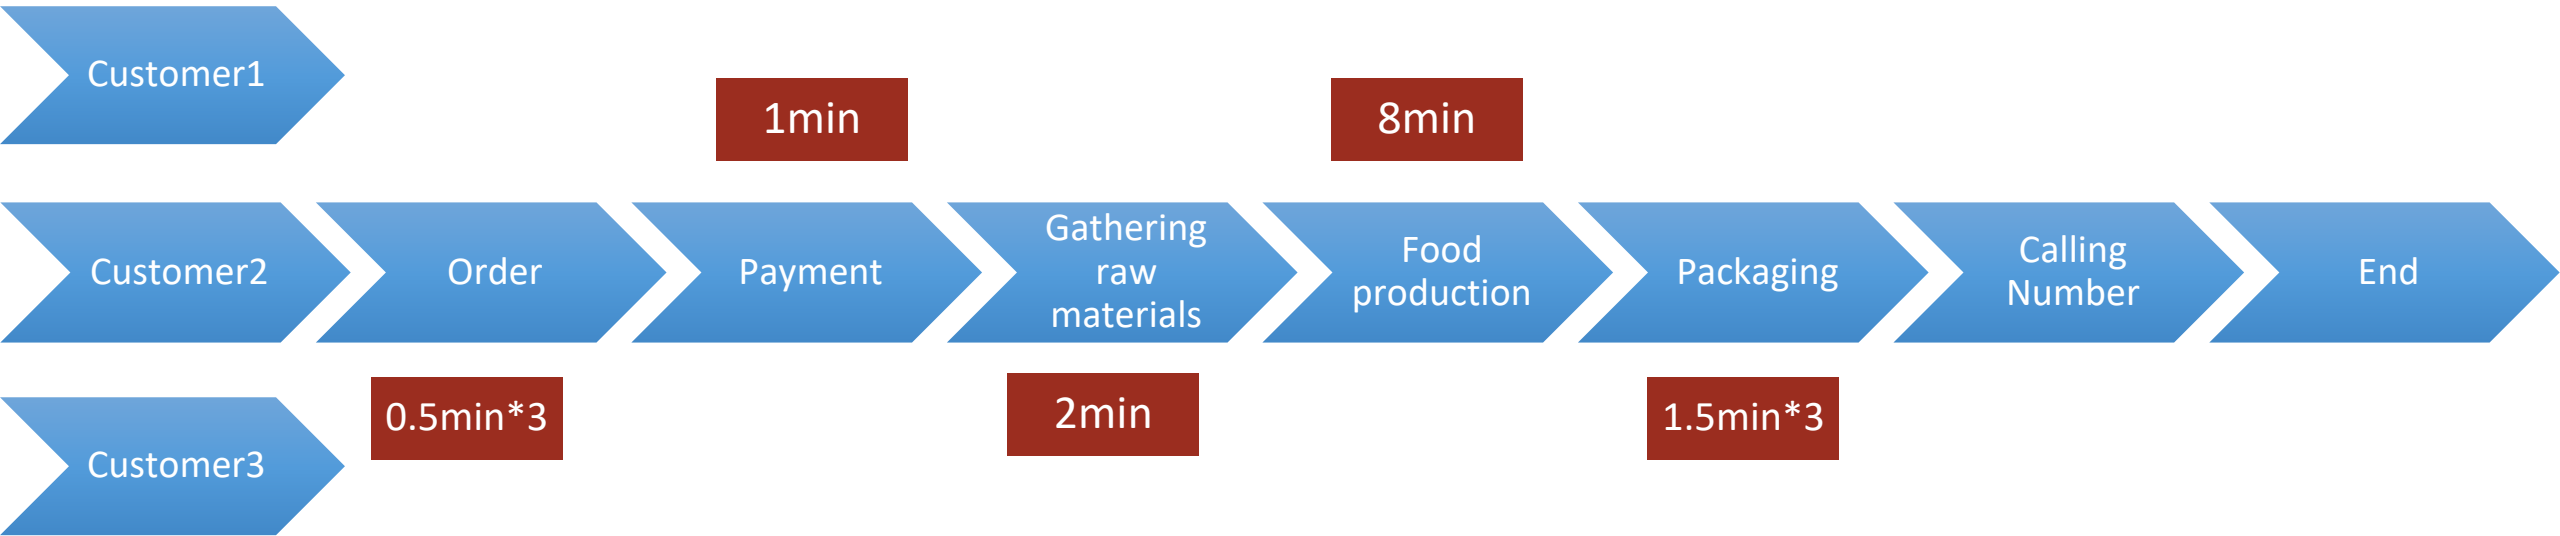 Customer1
1min
8min
Customer2
Order
Payment
Gathering
raw
materials
Food
production
Packaging
Calling
Number
End
0.5min*3
2min
1.5min*3
Customer3